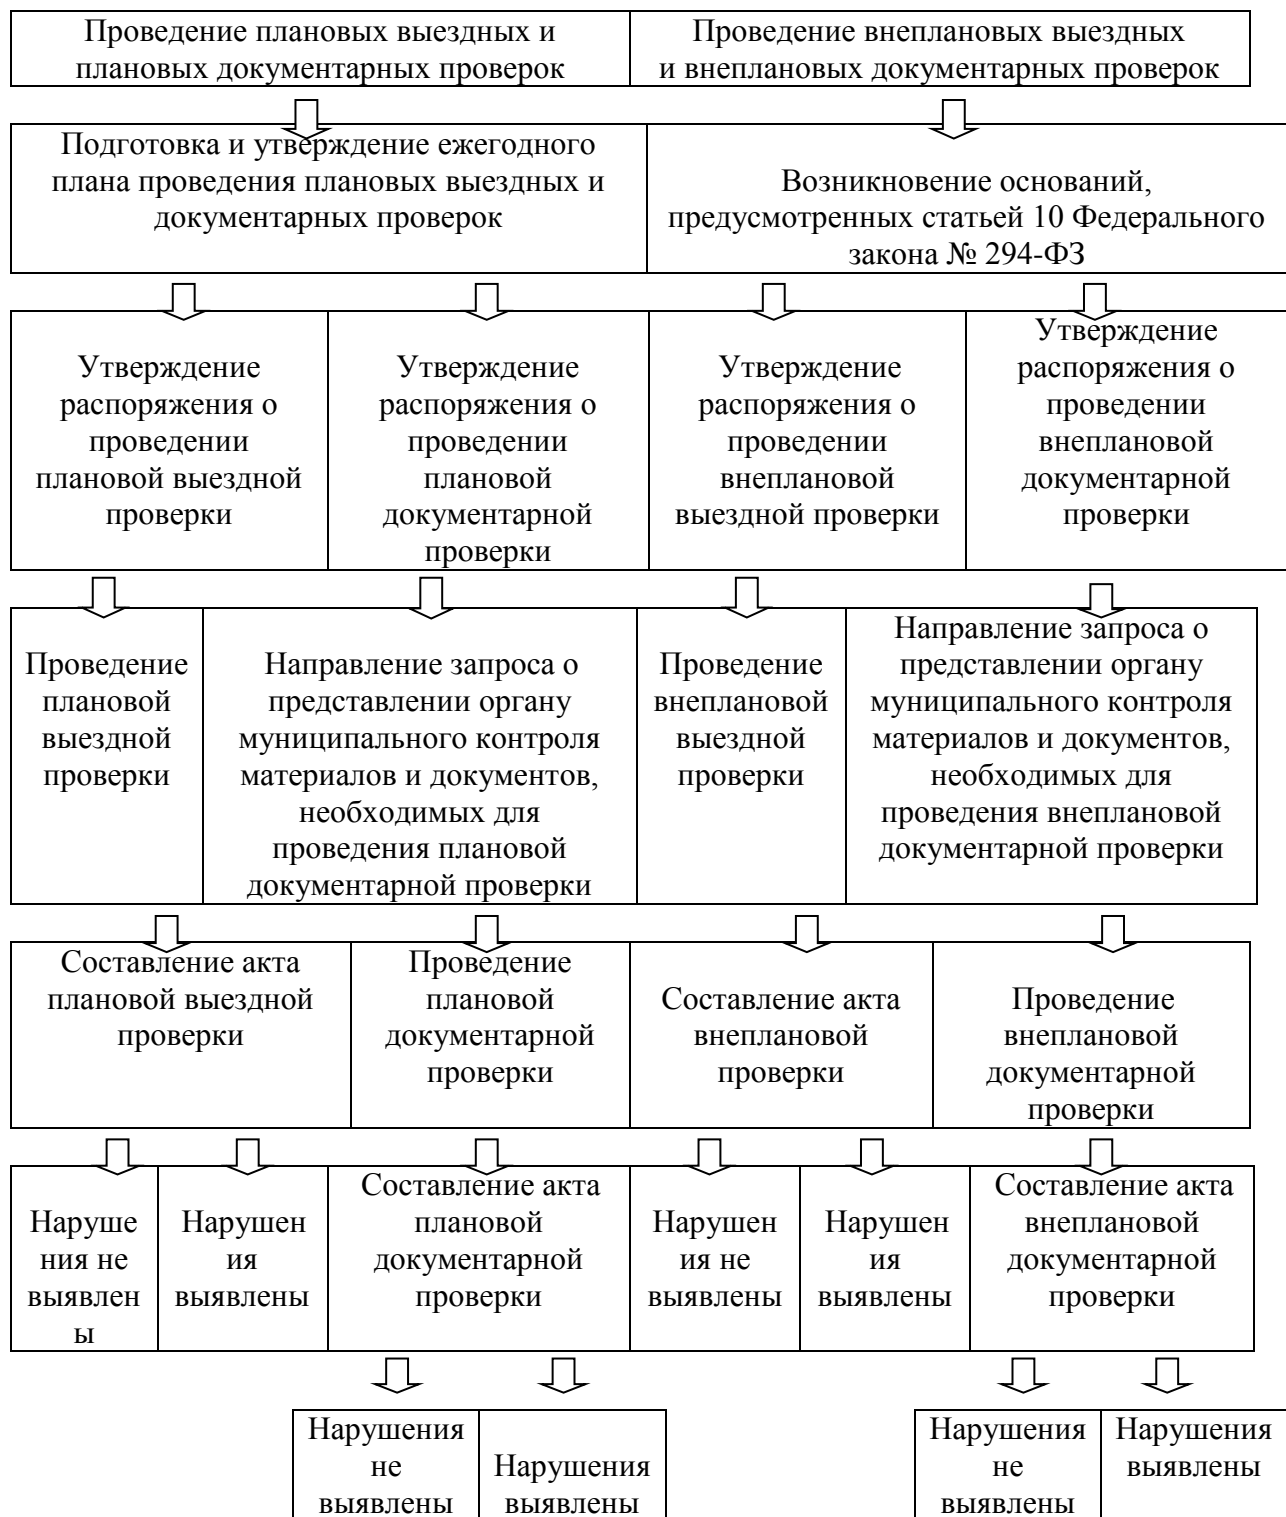 Проведение плановых выездных и
плановых документарных проверок
Проведение внеплановых выездных
и внеплановых документарных проверок
Подготовка и утверждение ежегодного
плана проведения плановых выездных и
документарных проверок
Возникновение оснований,
предусмотренных статьей 10 Федерального
закона № 294-ФЗ
Утверждение
распоряжения о
проведении
плановой выездной
проверки
Утверждение
распоряжения о
проведении
плановой
документарной
проверки
Утверждение
распоряжения о
проведении
внеплановой
выездной проверки
Утверждение
распоряжения о
проведении
внеплановой
документарной
проверки
Проведение
плановой
выездной
проверки
Направление запроса о
представлении органу
муниципального контроля
материалов и документов,
необходимых для
проведения плановой
документарной проверки
Проведение
внеплановой
выездной
проверки
Направление запроса о
представлении органу
муниципального контроля
материалов и документов,
необходимых для
проведения внеплановой
документарной проверки
Составление акта
плановой выездной
проверки
Проведение
плановой
документарной
проверки
Составление акта
внеплановой
проверки
Проведение
внеплановой
документарной
проверки
Наруше
ния не
выявлен
ы
Нарушен
ия
выявлены
Составление акта
плановой
документарной
проверки
Нарушен
ия не
выявлены
Нарушен
ия
выявлены
Составление акта
внеплановой
документарной
проверки
Нарушения
не
выявлены
Нарушения
выявлены
Нарушения
не
выявлены
Нарушения
выявлены